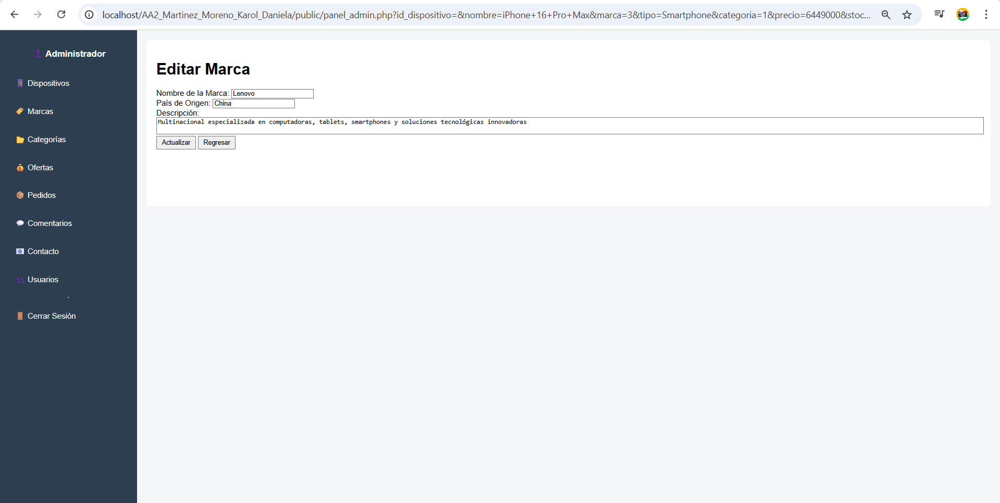 localhost/AA2_Martinez_Moreno_Karol_Daniela/public/panel_admin.php?id_dispositivo=&nombre=iPhone+16+Pro+Max&marca=3&tipo=Smartphone&categoria=1&precio=6449000&stoc...
Administrador
Dispositivos
Marcas
Categorías
Ofertas
Pedidos
Comentarios
Contacto
Usuarios
.
Cerrar Sesión
Editar Marca
Nombre de la Marca: Lenovo
País de Origen: China
Descripción:
Multinacional especializada en computadoras, tablets, smartphones y soluciones tecnológicas innovadoras
Actualizar Regresar